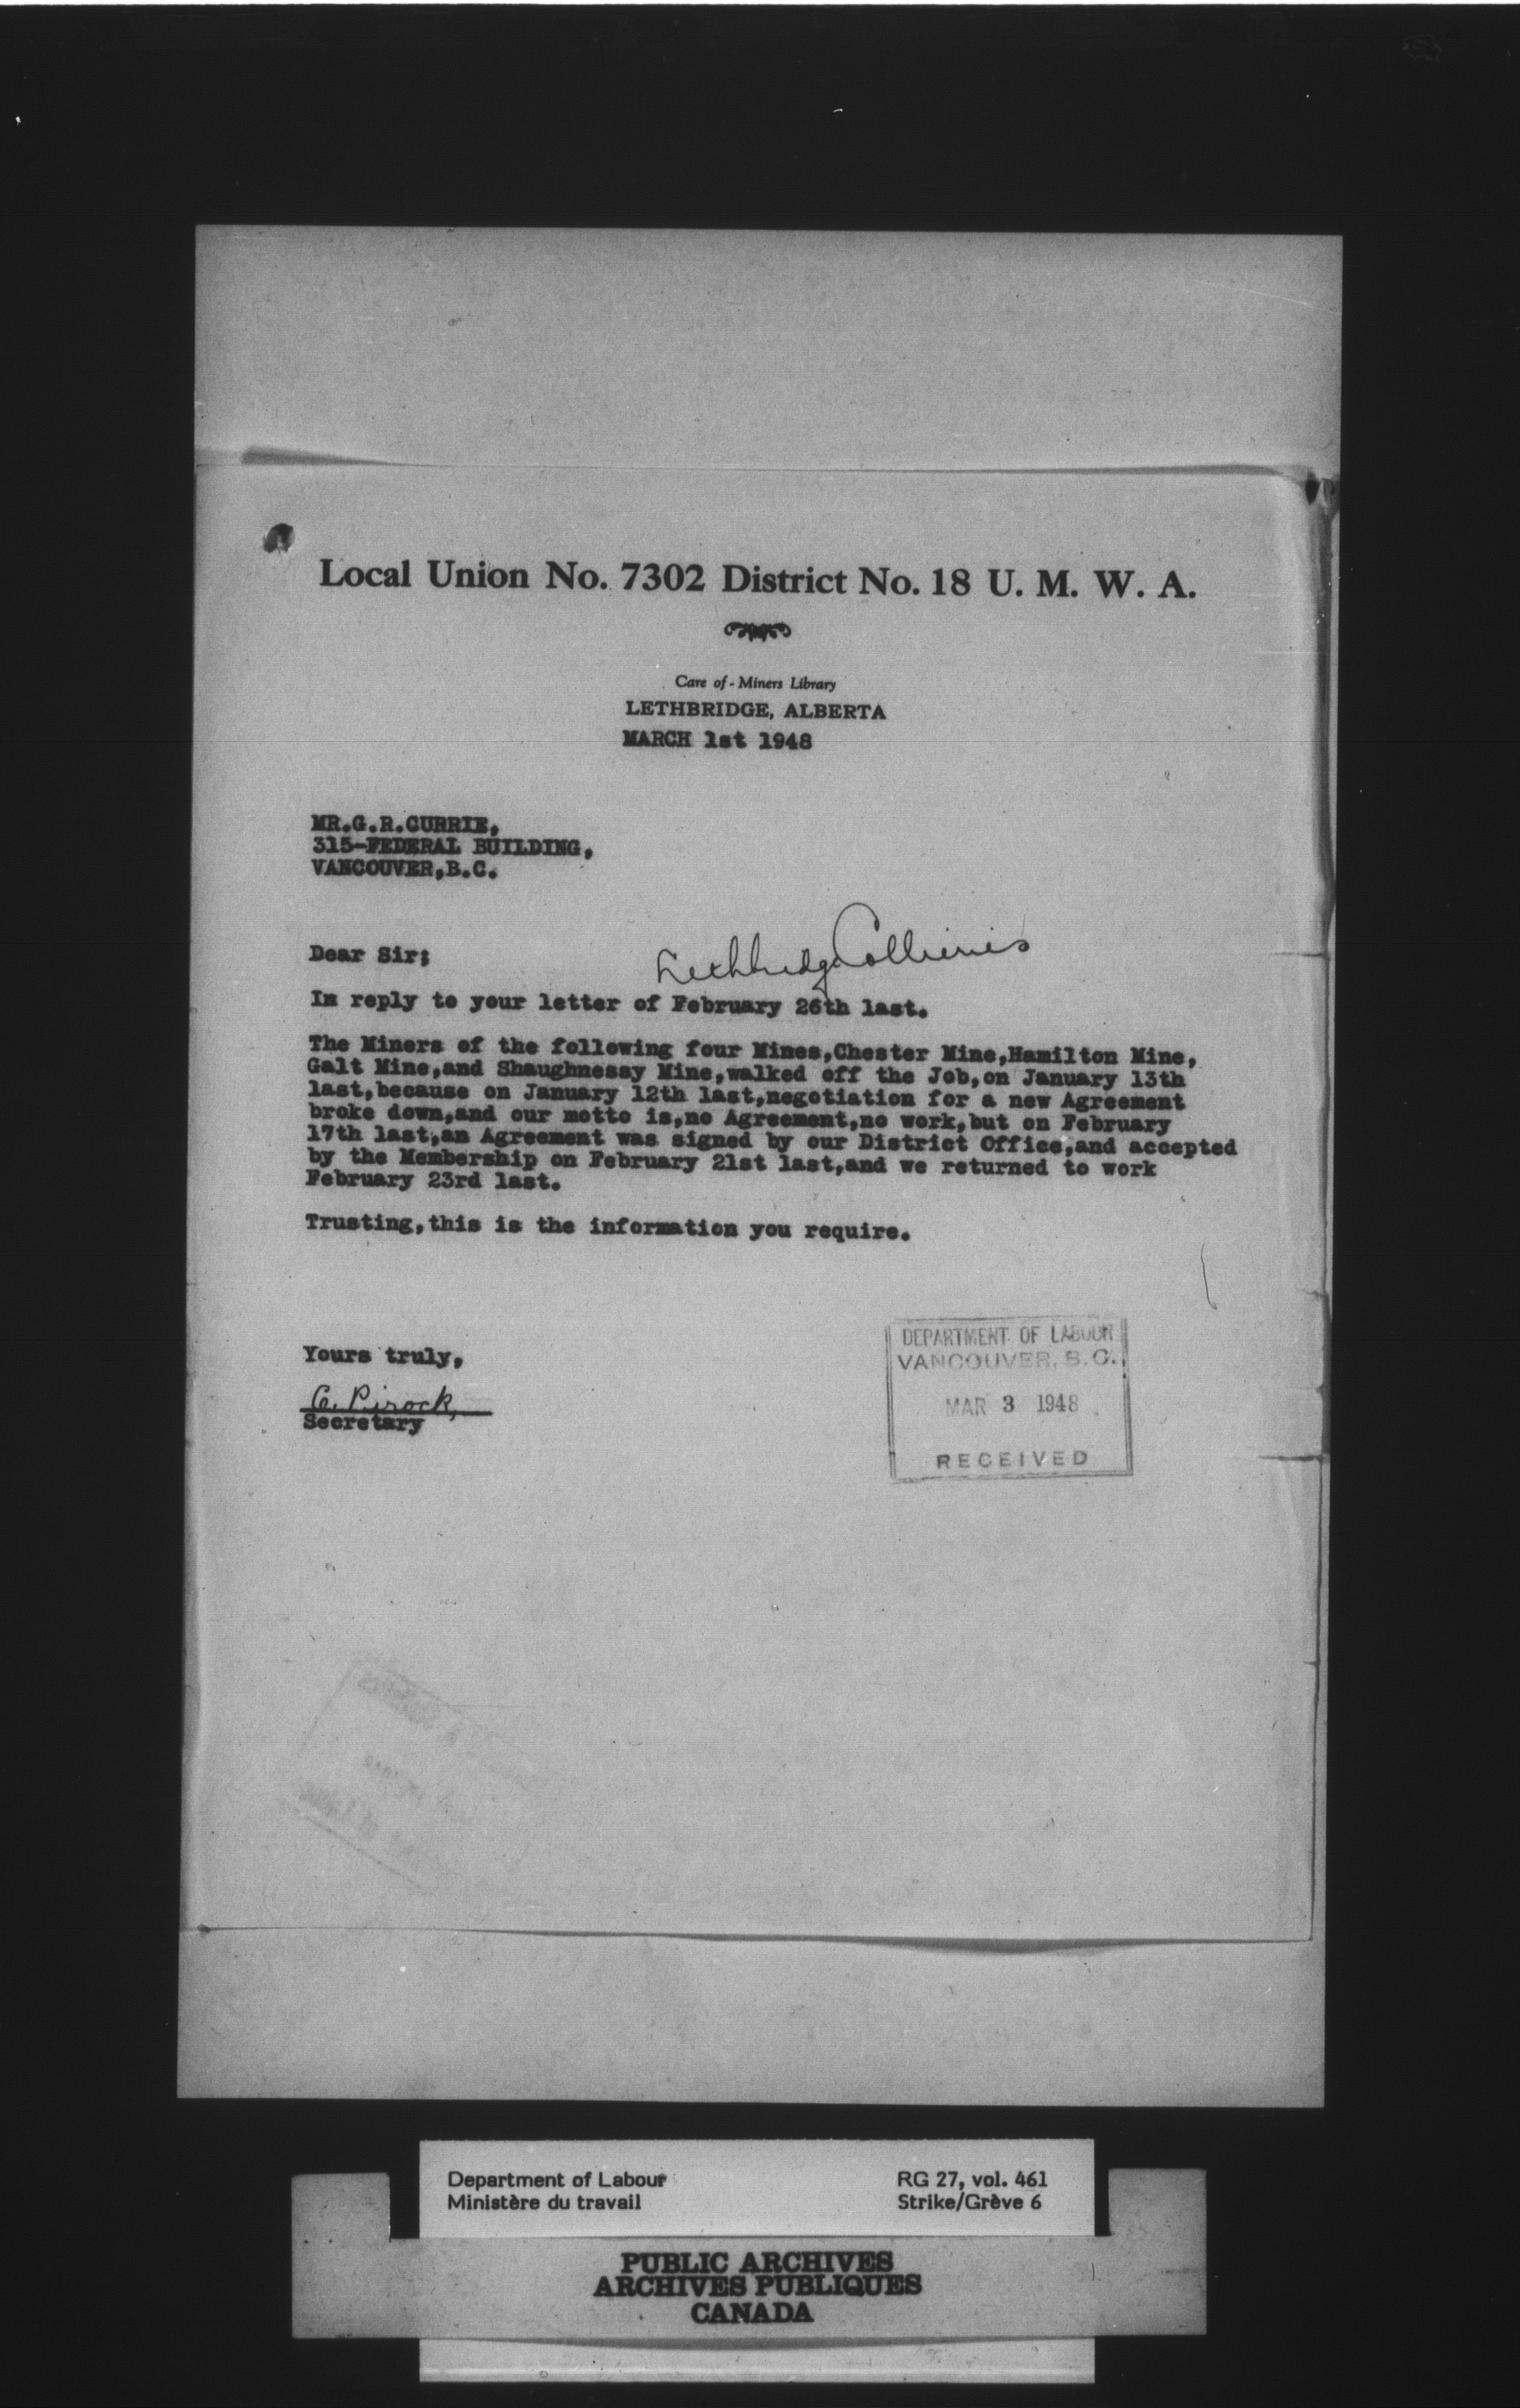 Local Union No. 7302 District No. 18 U. M. W. A.
Care of - Miners Library
LETHBRIDGE, ALBERTA
MARCH 1st 1948
MR.G.R.CURRIE,
315-FEDERAL BUILDING,
VANCOUVER,B.C.
Lethbridge Collieries
Dear Sir;
In reply to your letter of February 26th last.
The Miners of the following four Mines,Chester Mine,Hamilton Mine,
Galt Mine,and Shaughnessy Mine,walked off the Job,on January 13th
last,because on January 12th last,negotiation for a new Agreement
broke down,and our motto is,no Agreement,no work,but on February
17th last,an Agreement was signed by our District Office,and accepted
by the Membership on February 21st last,and we returned to work
February 23rd last.
Trusting,this is the information you require.
Yours truly,
C. Pirock,
Secretary
DEPARTMENT OF LABOUR
VANCOUVER, B.C.
MAR 3 1948
RECEIVED
Department of Labour
Ministère du travail
RG 27, vol. 461
Strike/Grève 6
PUBLIC ARCHIVES
ARCHIVES PUBLIQUES
CANADA